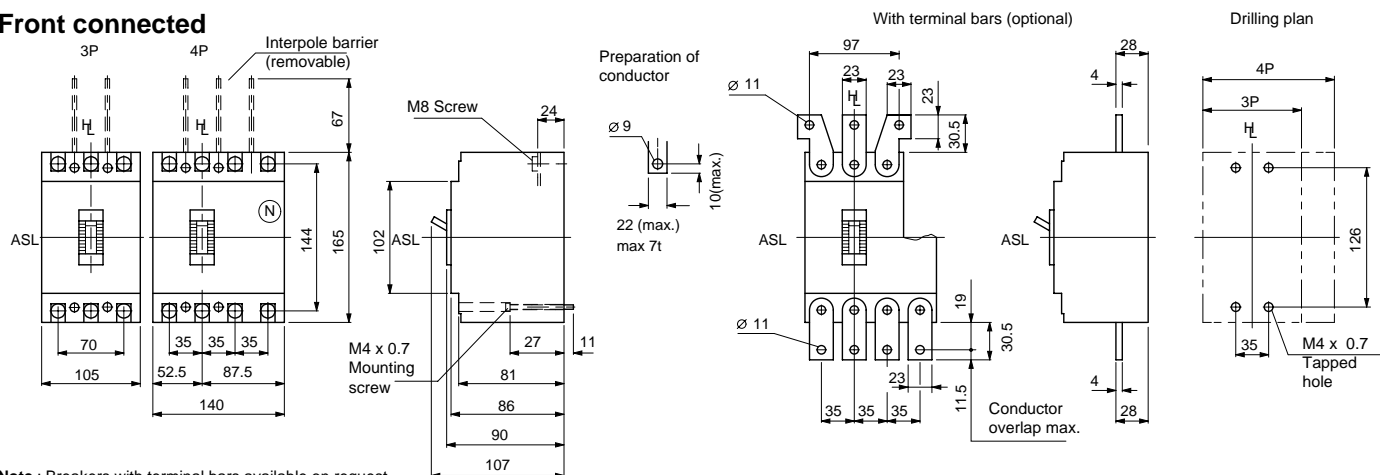 Front connected
3P
4P
Interpole barrier
(removable)
HL
HL
67
ASL
N
144
165
70
105
35
35
35
52.5
87.5
140
M8 Screw
24
102
ASL
M4 x 0.7
Mounting
screw
27
11
81
86
90
107
Preparation of
conductor
Ø 9
10(max.)
22 (max.)
max 7t
With terminal bars (optional)
97
23
23
Ø 11
HL
23
30.5
ASL
Ø 11
19
30.5
23
11.5
35
35
35
Conductor
overlap max.
28
4
ASL
4
28
Drilling plan
4P
3P
HL
126
35
M4 x 0.7
Tapped
hole
Note : Breakers with terminal bars available on request